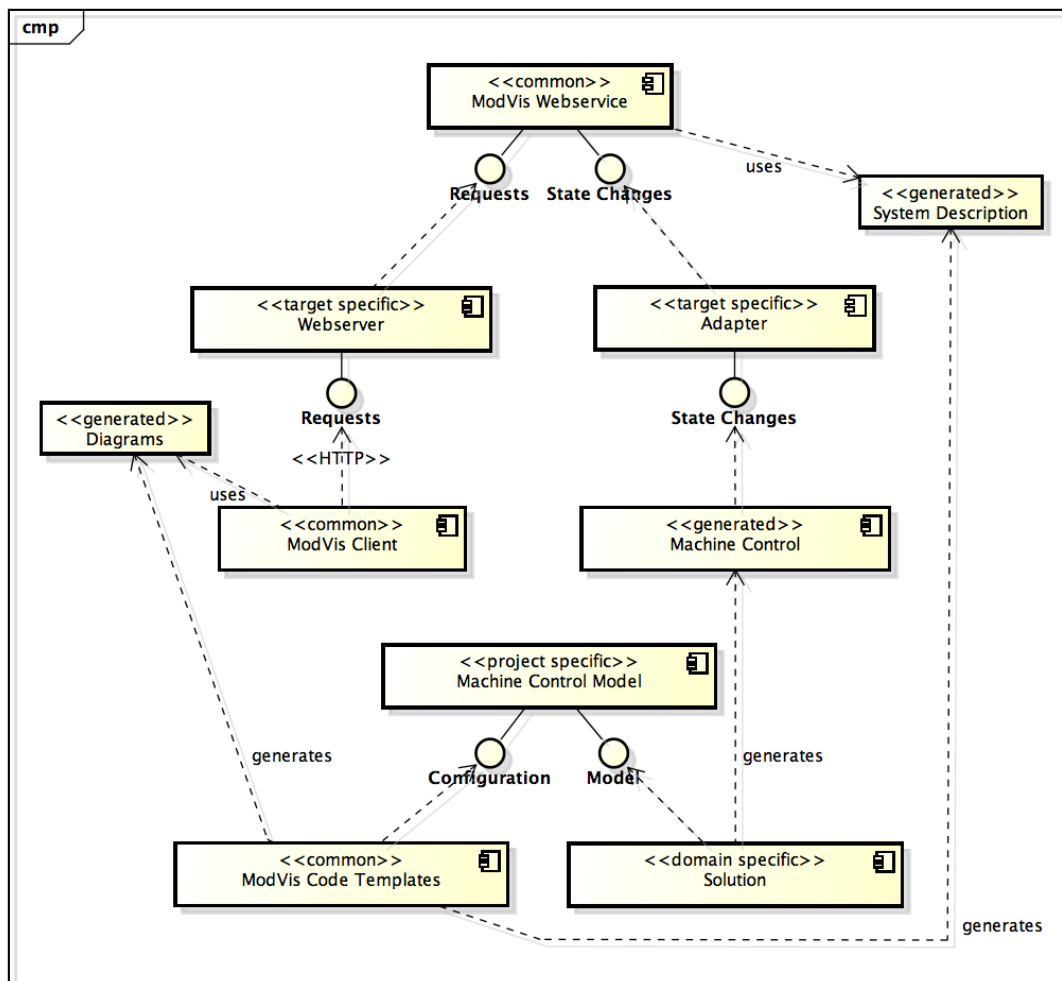 cmp
<<common>>
ModVis Webservice
Requests
State Changes
uses
<<generated>>
System Description
<<target specific>>
Webserver
<<target specific>>
Adapter
Requests
<<HTTP>>
State Changes
<<generated>>
Diagrams
uses
<<common>>
ModVis Client
<<generated>>
Machine Control
<<project specific>>
Machine Control Model
generates
Configuration
Model
generates
<<common>>
ModVis Code Templates
<<domain specific>>
Solution
generates